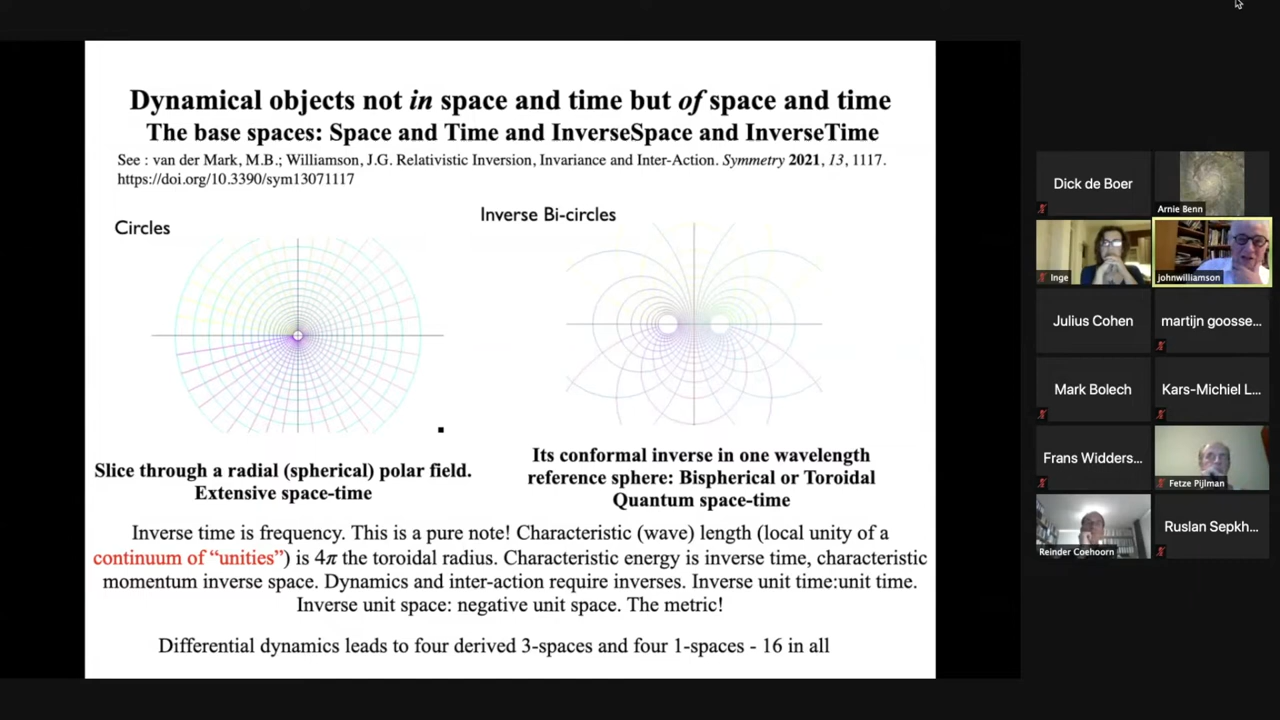 Dynamical objects not in space and time but of space and time
The base spaces: Space and Time and InverseSpace and InverseTime
See : van der Mark, M.B.; Williamson, J.G. Relativistic Inversion, Invariance and Inter-Action. Symmetry 2021, 13, 1117.
https://doi.org/10.3390/sym13071117
Circles
Inverse Bi-circles
Slice through a radial (spherical) polar field.
Extensive space-time
Its conformal inverse in one wavelength
reference sphere: Bispherical or Toroidal
Quantum space-time
Inverse time is frequency. This is a pure note! Characteristic (wave) length (local unity of a
continuum of “unities”) is 4π the toroidal radius. Characteristic energy is inverse time, characteristic
momentum inverse space. Dynamics and inter-action require inverses. Inverse unit time:unit time.
Inverse unit space: negative unit space. The metric!
Differential dynamics leads to four derived 3-spaces and four 1-spaces - 16 in all
Dick de Boer
Arnie Benn
Inge
johnwilliamson
Julius Cohen
martijn goosse...
Mark Bolech
Kars-Michiel L...
Frans Widders...
Fetze Pijlman
Reinder Coehoorn
Ruslan Sepkh...